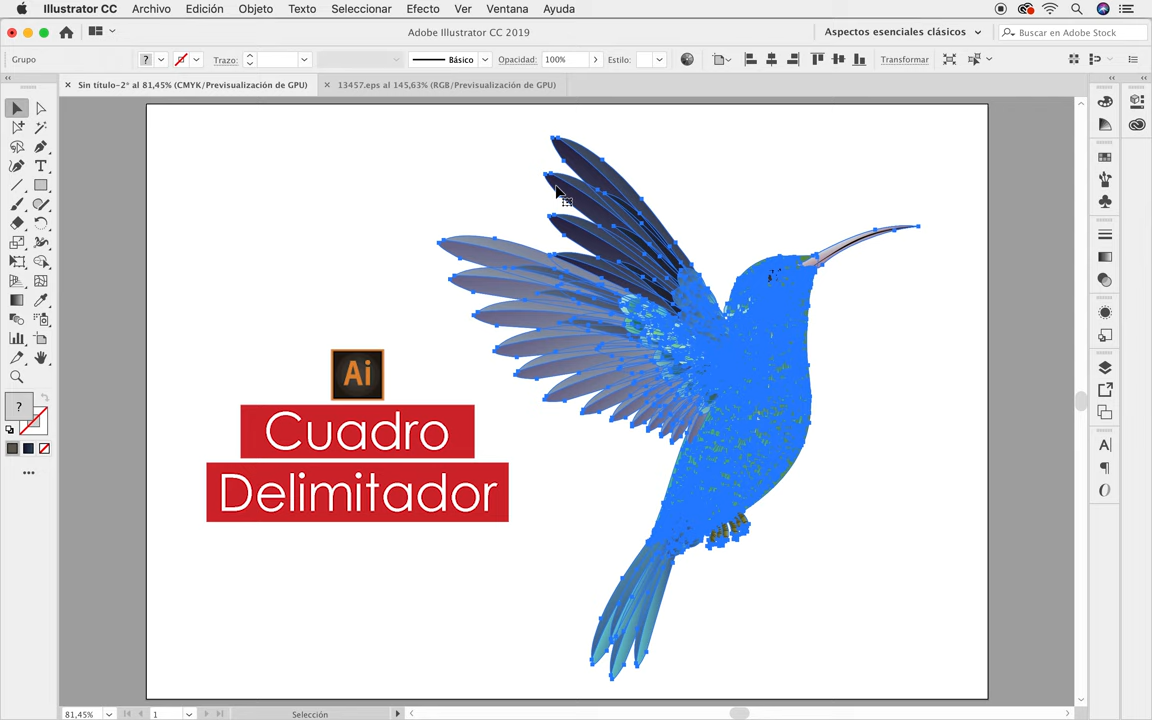 Illustrator CC Archivo Edición Objeto Texto Seleccionar Efecto Ver Ventana Ayuda
Adobe Illustrator CC 2019
Aspectos esenciales clásicos
Buscar en Adobe Stock
Grupo
?
Trazo:
Básico
Opacidad: 100%
Estilo:
Transformar
× Sin título-2* al 81,45% (CMYK/Previsualización de GPU)
× 13457.eps al 145,63% (RGB/Previsualización de GPU)
Ai
Cuadro
Delimitador
?
81,45%
1
Selección